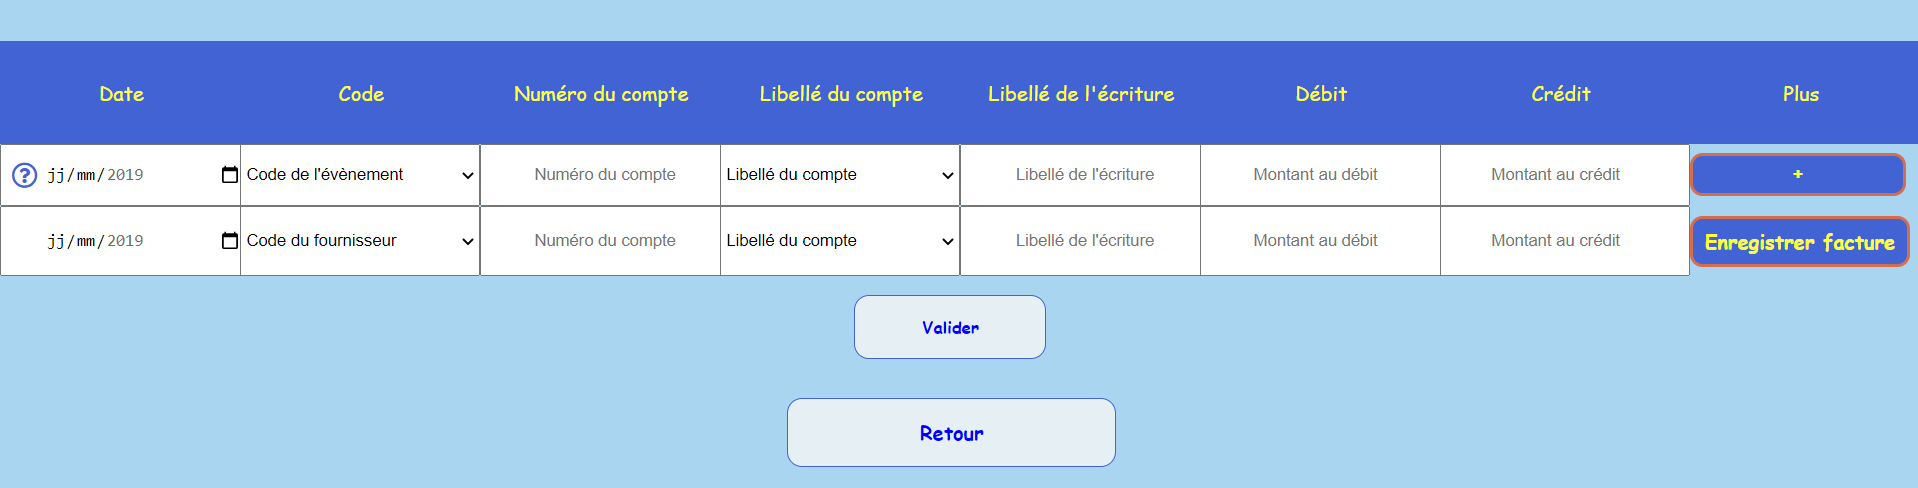 Date Code Numéro du compte Libellé du compte Libellé de l'écriture Débit Crédit Plus
? jj/mm/2019 Code de l'évènement Numéro du compte Libellé du compte Libellé de l'écriture Montant au débit Montant au crédit +
jj/mm/2019 Code du fournisseur Numéro du compte Libellé du compte Libellé de l'écriture Montant au débit Montant au crédit Enregistrer facture
Valider
Retour